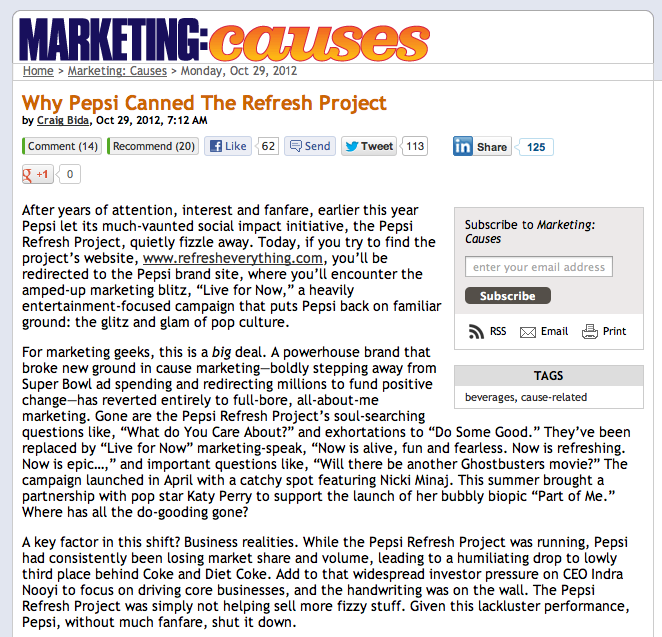 MARKETING:causes
Home > Marketing: Causes > Monday, Oct 29, 2012
Why Pepsi Canned The Refresh Project
by Craig Bida, Oct 29, 2012, 7:12 AM
Comment (14) Recommend (20) Like 62 Send Tweet 113 in Share 125
g +1 0
After years of attention, interest and fanfare, earlier this year
Pepsi let its much-vaunted social impact initiative, the Pepsi
Refresh Project, quietly fizzle away. Today, if you try to find the
project's website, www.refresheverything.com, you'll be
redirected to the Pepsi brand site, where you'll encounter the
amped-up marketing blitz, “Live for Now,” a heavily
entertainment-focused campaign that puts Pepsi back on familiar
ground: the glitz and glam of pop culture.
Subscribe to Marketing:
Causes
enter your email address
Subscribe
RSS Email Print
TAGS
beverages, cause-related
For marketing geeks, this is a big deal. A powerhouse brand that
broke new ground in cause marketing—boldly stepping away from
Super Bowl ad spending and redirecting millions to fund positive
change—has reverted entirely to full-bore, all-about-me
marketing. Gone are the Pepsi Refresh Project's soul-searching
questions like, “What do You Care About?” and exhortations to “Do Some Good.” They've been
replaced by “Live for Now” marketing-speak, “Now is alive, fun and fearless. Now is refreshing.
Now is epic…,” and important questions like, “Will there be another Ghostbusters movie?” The
campaign launched in April with a catchy spot featuring Nicki Minaj. This summer brought a
partnership with pop star Katy Perry to support the launch of her bubbly biopic “Part of Me.”
Where has all the do-gooding gone?
A key factor in this shift? Business realities. While the Pepsi Refresh Project was running, Pepsi
had consistently been losing market share and volume, leading to a humiliating drop to lowly
third place behind Coke and Diet Coke. Add to that widespread investor pressure on CEO Indra
Nooyi to focus on driving core businesses, and the handwriting was on the wall. The Pepsi
Refresh Project was simply not helping sell more fizzy stuff. Given this lackluster performance,
Pepsi, without much fanfare, shut it down.